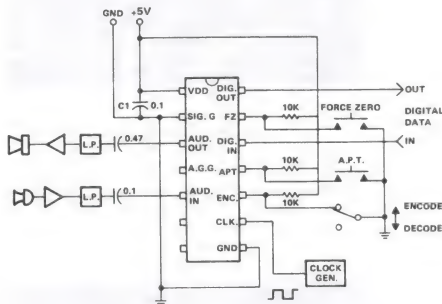 GND
+5V
C1
0.1
VDD
DIG. OUT
OUT
SIG. G
FZ
10K
FORCE ZERO
DIGITAL DATA
L.P.
0.47
AUD. OUT
DIG. IN
IN
A.G.G.
APT
10K
A.P.T.
L.P.
0.1
AUD. IN
ENC.
10K
ENCODE
DECODE
CLK.
GND
CLOCK GEN.